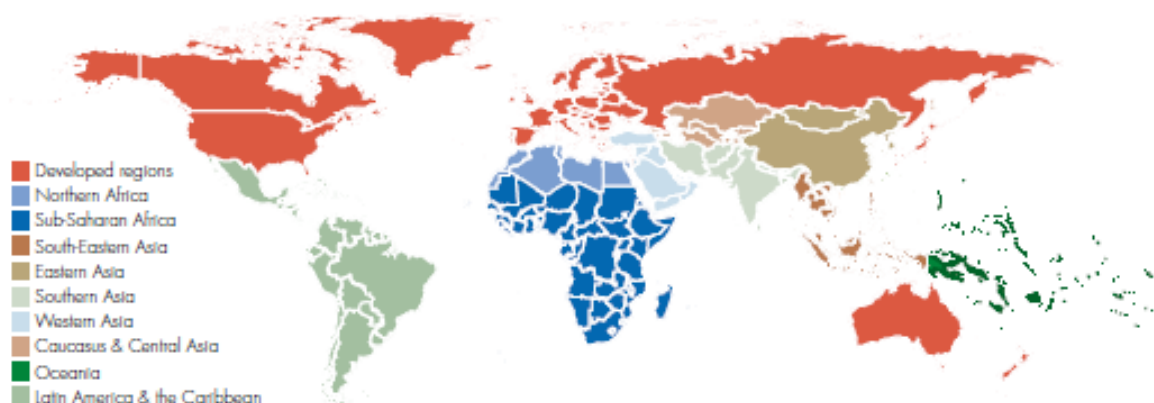 Developed regions
Northern Africa
Sub-Saharan Africa
South-Eastern Asia
Eastern Asia
Southern Asia
Western Asia
Caucasus & Central Asia
Oceania
Latin America & the Caribbean